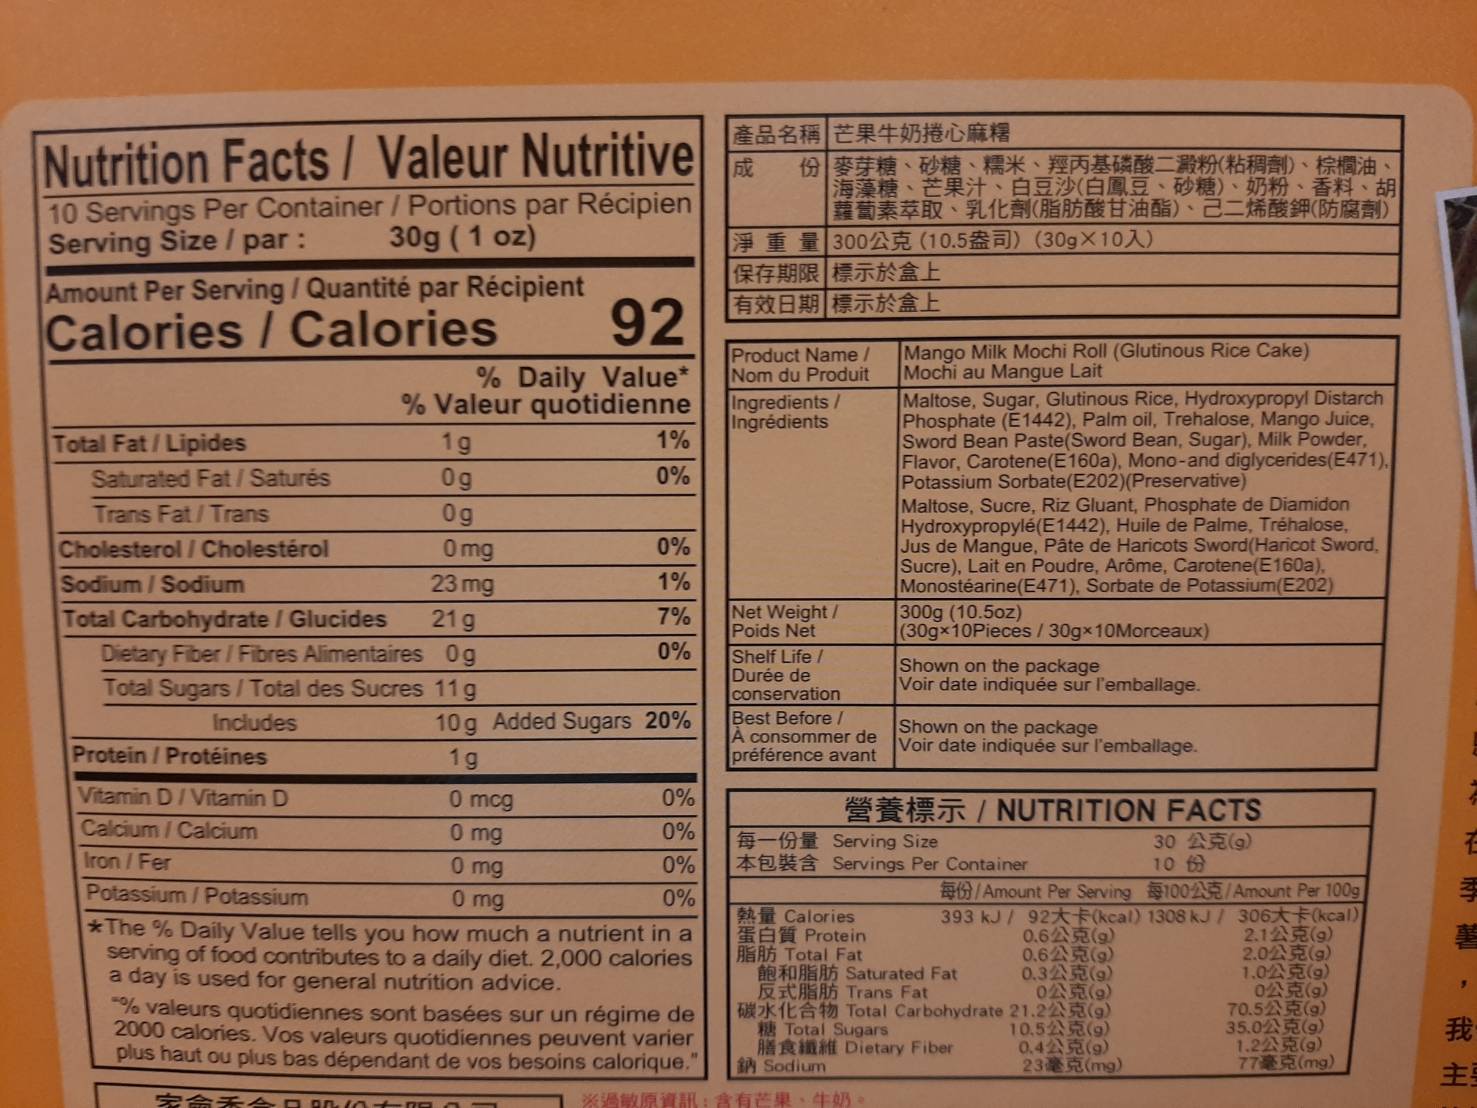 Nutrition Facts / Valeur Nutritive
10 Servings Per Container / Portions par Récipien
Serving Size / par : 30g ( 1 oz)
Amount Per Serving / Quantité par Récipient
Calories / Calories 92
% Daily Value*
% Valeur quotidienne
Total Fat / Lipides 1g 1%
Saturated Fat / Saturés 0g 0%
Trans Fat / Trans 0g
Cholesterol / Cholestérol 0mg 0%
Sodium / Sodium 23mg 1%
Total Carbohydrate / Glucides 21g 7%
Dietary Fiber / Fibres Alimentaires 0g 0%
Total Sugars / Total des Sucres 11g
Includes 10g Added Sugars 20%
Protein / Protéines 1g
Vitamin D / Vitamin D 0 mcg 0%
Calcium / Calcium 0 mg 0%
Iron / Fer 0 mg 0%
Potassium / Potassium 0 mg 0%
*The % Daily Value tells you how much a nutrient in a
serving of food contributes to a daily diet. 2,000 calories
a day is used for general nutrition advice.
"% valeurs quotidiennes sont basées sur un régime de
2000 calories. Vos valeurs quotidiennes peuvent varier
plus haut ou plus bas dépendant de vos besoins calorique."
產品名稱 芒果牛奶捲心麻糬
成份 麥芽糖、砂糖、糯米、羥丙基磷酸二澱粉(粘稠劑)、棕櫚油、
海藻糖、芒果汁、白豆沙(白鳳豆、砂糖)、奶粉、香料、胡
蘿蔔素萃取、乳化劑(脂肪酸甘油酯)、己二烯酸鉀(防腐劑)
淨重量 300公克 (10.5盎司) (30g×10入)
保存期限 標示於盒上
有效日期 標示於盒上
Product Name / Mango Milk Mochi Roll (Glutinous Rice Cake)
Nom du Produit Mochi au Mangue Lait
Ingredients / Maltose, Sugar, Glutinous Rice, Hydroxypropyl Distarch
Ingrédients Phosphate (E1442), Palm oil, Trehalose, Mango Juice,
Sword Bean Paste(Sword Bean, Sugar), Milk Powder,
Flavor, Carotene(E160a), Mono-and diglycerides(E471),
Potassium Sorbate(E202)(Preservative)
Maltose, Sucre, Riz Gluant, Phosphate de Diamidon
Hydroxypropylé(E1442), Huile de Palme, Tréhalose,
Jus de Mangue, Pâte de Haricots Sword(Haricot Sword,
Sucre), Lait en Poudre, Arôme, Carotene(E160a),
Monostéarine(E471), Sorbate de Potassium(E202)
Net Weight / 300g (10.5oz)
Poids Net (30g×10Pieces / 30g×10Morceaux)
Shelf Life /
Durée de
conservation
Shown on the package
Voir date indiquée sur l'emballage.
Best Before /
À consommer de
préférence avant
Shown on the package
Voir date indiquée sur l'emballage.
營養標示 / NUTRITION FACTS
每一份量 Serving Size 30 公克(g)
本包裝含 Servings Per Container 10 份
每份/Amount Per Serving 每100公克/Amount Per 100g
熱量 Calories 393 kJ / 92大卡(kcal) 1308 kJ / 306大卡(kcal)
蛋白質 Protein 0.6公克(g) 2.1公克(g)
脂肪 Total Fat 0.6公克(g) 2.0公克(g)
飽和脂肪 Saturated Fat 0.3公克(g) 1.0公克(g)
反式脂肪 Trans Fat 0公克(g) 0公克(g)
碳水化合物 Total Carbohydrate 21.2公克(g) 70.5公克(g)
糖 Total Sugars 10.5公克(g) 35.0公克(g)
膳食纖維 Dietary Fiber 0.4公克(g) 1.2公克(g)
鈉 Sodium 23毫克(mg) 77毫克(mg)
※過敏原資訊：含有芒果、牛奶。
在
季
薯
，
我
主